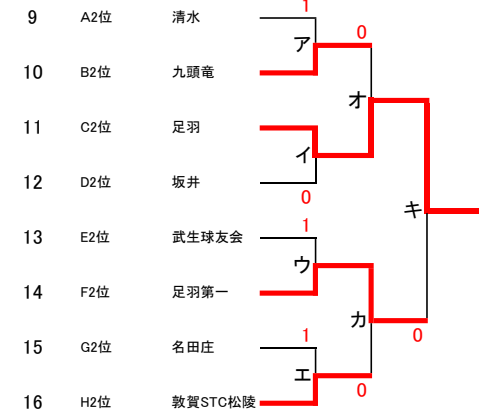 9 A2位 清水 1
ア 0
10 B2位 九頭竜
オ
11 C2位 足羽
イ
12 D2位 坂井 0
キ
13 E2位 武生球友会 1
ウ
14 F2位 足羽第一
カ 0
15 G2位 名田庄 1
エ 0
16 H2位 敦賀STC松陵